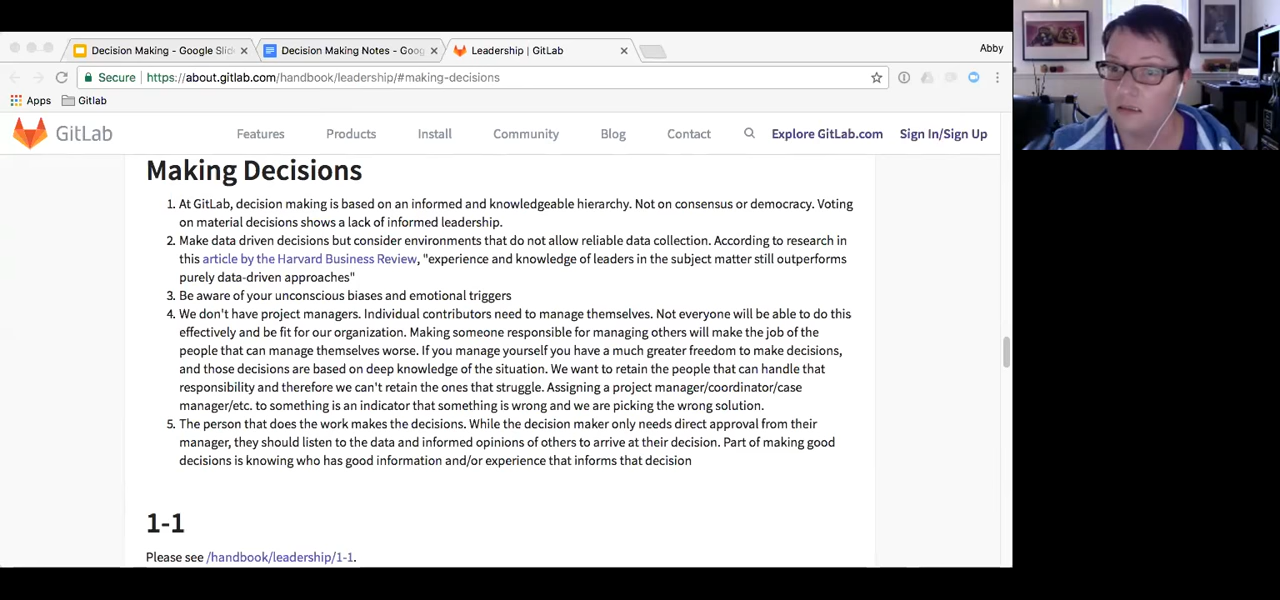 Decision Making - Google Slid
Decision Making Notes - Goog
Leadership | GitLab
Abby
Secure
https://about.gitlab.com/handbook/leadership/#making-decisions
Apps
Gitlab
GitLab
Features
Products
Install
Community
Blog
Contact
Explore GitLab.com
Sign In/Sign Up
Making Decisions
1. At GitLab, decision making is based on an informed and knowledgeable hierarchy. Not on consensus or democracy. Voting
on material decisions shows a lack of informed leadership.
2. Make data driven decisions but consider environments that do not allow reliable data collection. According to research in
this article by the Harvard Business Review, "experience and knowledge of leaders in the subject matter still outperforms
purely data-driven approaches"
3. Be aware of your unconscious biases and emotional triggers
4. We don't have project managers. Individual contributors need to manage themselves. Not everyone will be able to do this
effectively and be fit for our organization. Making someone responsible for managing others will make the job of the
people that can manage themselves worse. If you manage yourself you have a much greater freedom to make decisions,
and those decisions are based on deep knowledge of the situation. We want to retain the people that can handle that
responsibility and therefore we can't retain the ones that struggle. Assigning a project manager/coordinator/case
manager/etc. to something is an indicator that something is wrong and we are picking the wrong solution.
5. The person that does the work makes the decisions. While the decision maker only needs direct approval from their
manager, they should listen to the data and informed opinions of others to arrive at their decision. Part of making good
decisions is knowing who has good information and/or experience that informs that decision
1-1
Please see /handbook/leadership/1-1.